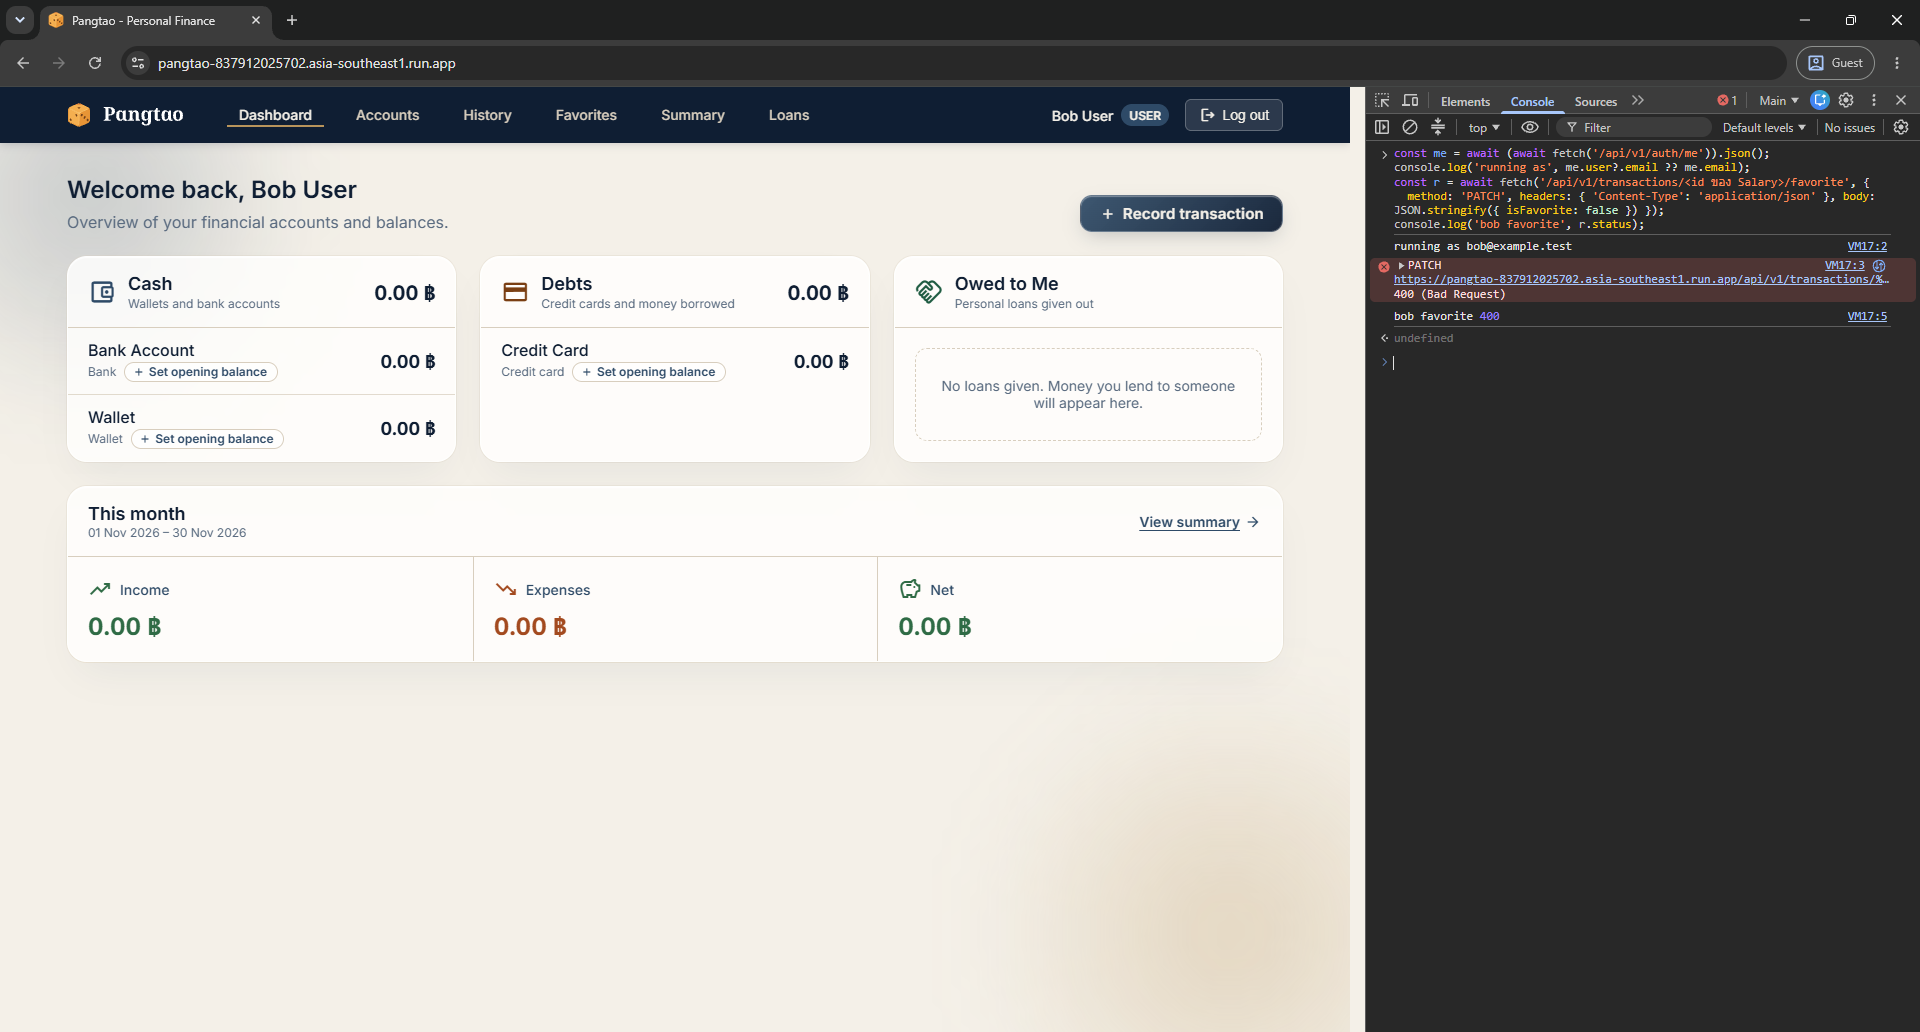 Pangtao - Personal Finance
pangtao-837912025702.asia-southeast1.run.app
Guest
Pangtao
Dashboard
Accounts
History
Favorites
Summary
Loans
Bob User
USER
Log out
Welcome back, Bob User
Overview of your financial accounts and balances.
+ Record transaction
Cash
Wallets and bank accounts
0.00 ฿
Bank Account
Bank
+ Set opening balance
0.00 ฿
Wallet
Wallet
+ Set opening balance
0.00 ฿
Debts
Credit cards and money borrowed
0.00 ฿
Credit Card
Credit card
+ Set opening balance
0.00 ฿
Owed to Me
Personal loans given out
No loans given. Money you lend to someone
will appear here.
This month
01 Nov 2026 – 30 Nov 2026
View summary →
Income
0.00 ฿
Expenses
0.00 ฿
Net
0.00 ฿
Elements
Console
Sources
1
Main
top
Filter
Default levels
No issues
const me = await (await fetch('/api/v1/auth/me')).json();
console.log('running as', me.user?.email ?? me.email);
const r = await fetch('/api/v1/transactions/<id ของ Salary>/favorite', {
method: 'PATCH', headers: { 'Content-Type': 'application/json' }, body:
JSON.stringify({ isFavorite: false }) });
console.log('bob favorite', r.status);
running as bob@example.test VM17:2
PATCH VM17:3
https://pangtao-837912025702.asia-southeast1.run.app/api/v1/transactions/%…
400 (Bad Request)
bob favorite 400 VM17:5
undefined